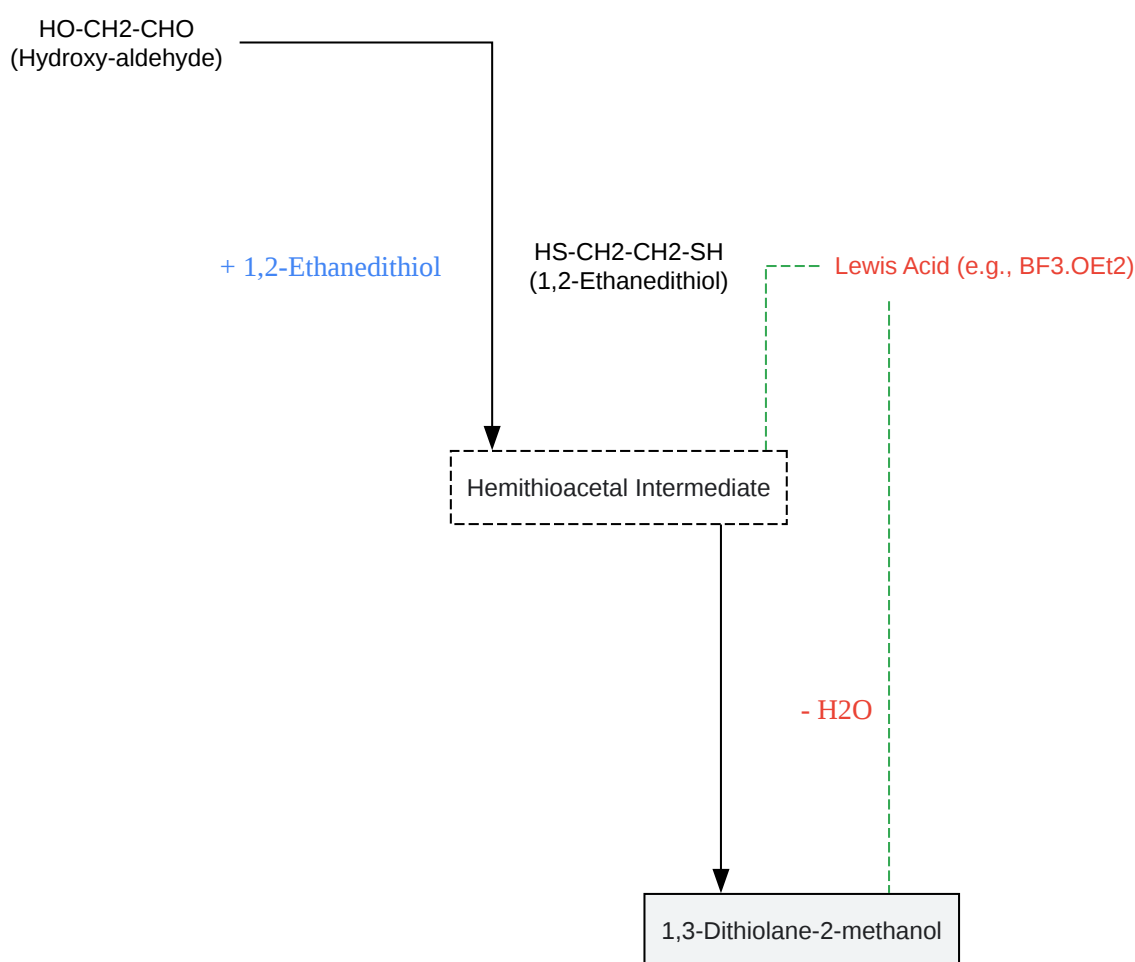 HO-CH2-CHO
(Hydroxy-aldehyde)
+ 1,2-Ethanedithiol
HS-CH2-CH2-SH
(1,2-Ethanedithiol)
Lewis Acid (e.g., BF3.OEt2)
Hemithioacetal Intermediate
- H2O
1,3-Dithiolane-2-methanol